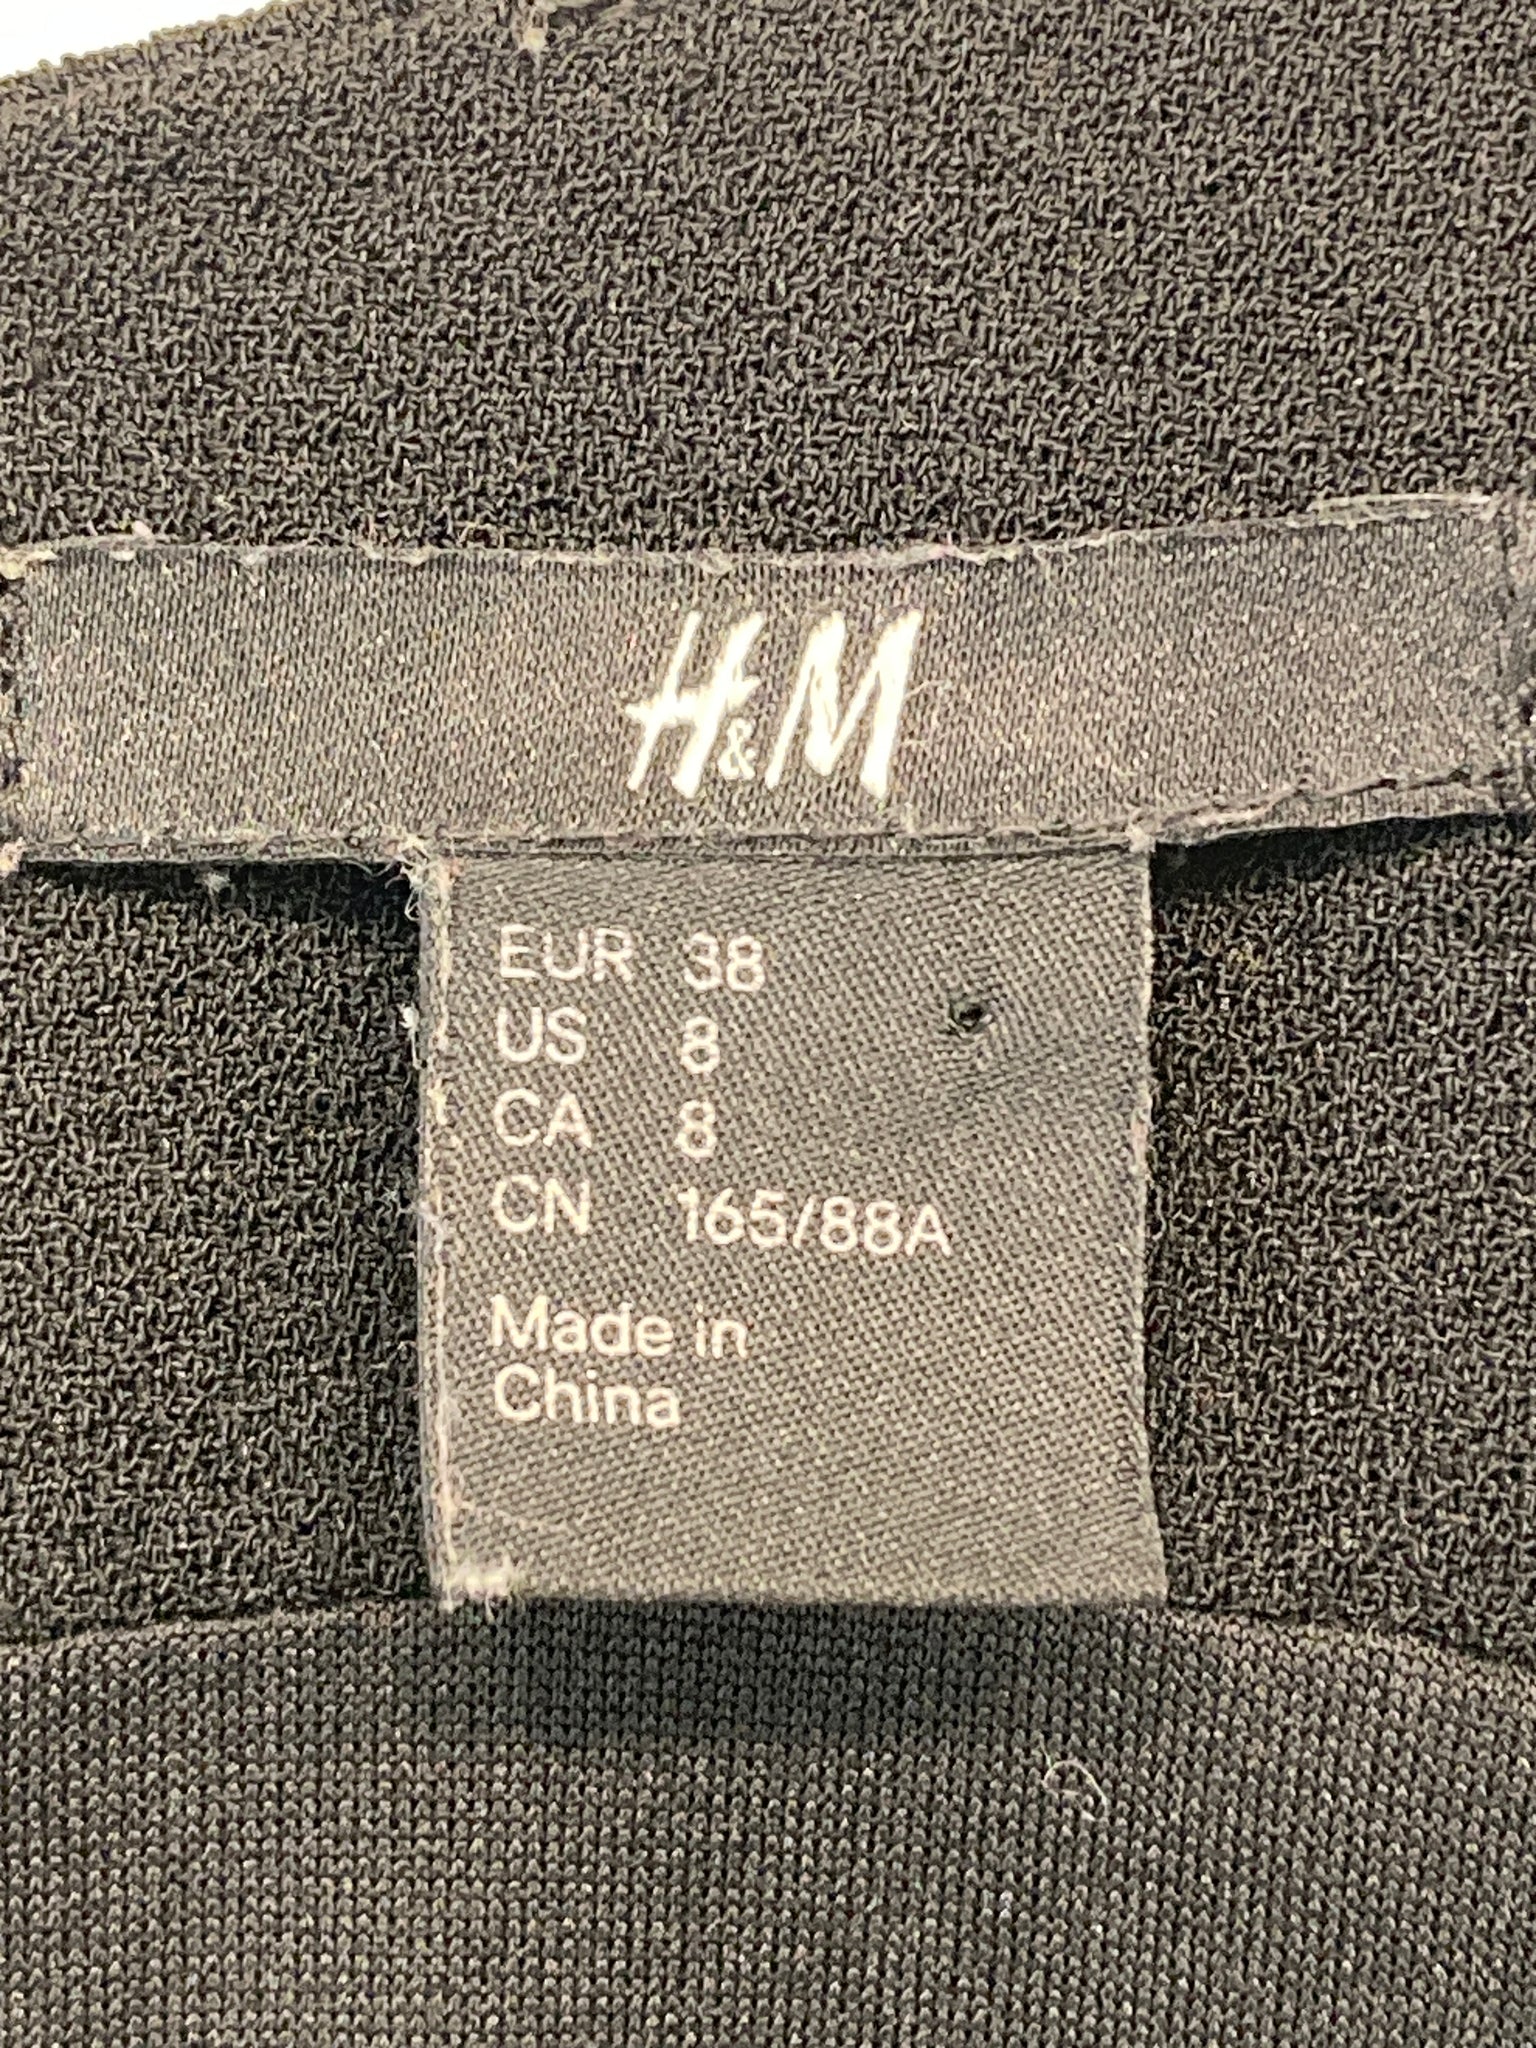 H&M
EUR 38
US 8
CA 8
CN 165/88A
Made in
China